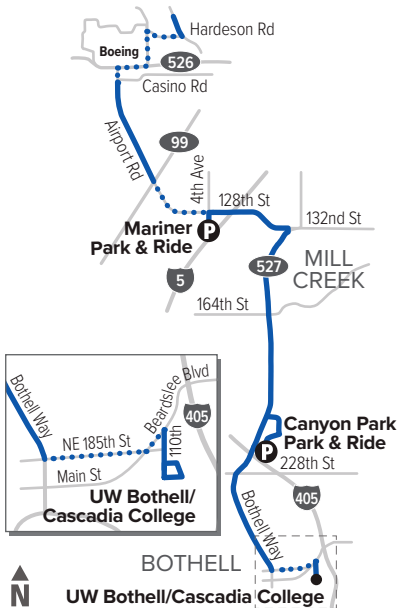 Hardeson Rd
Boeing
526
Casino Rd
Airport Rd
99
4th Ave
128th St
132nd St
Mariner
Park & Ride
P
MILL
CREEK
527
5
164th St
Bothell Way
Beardslee Blvd
405
NE 185th St
110th
Main St
UW Bothell/
Cascadia College
Canyon Park
Park & Ride
P
228th St
405
Bothell Way
BOTHELL
N
UW Bothell/Cascadia College